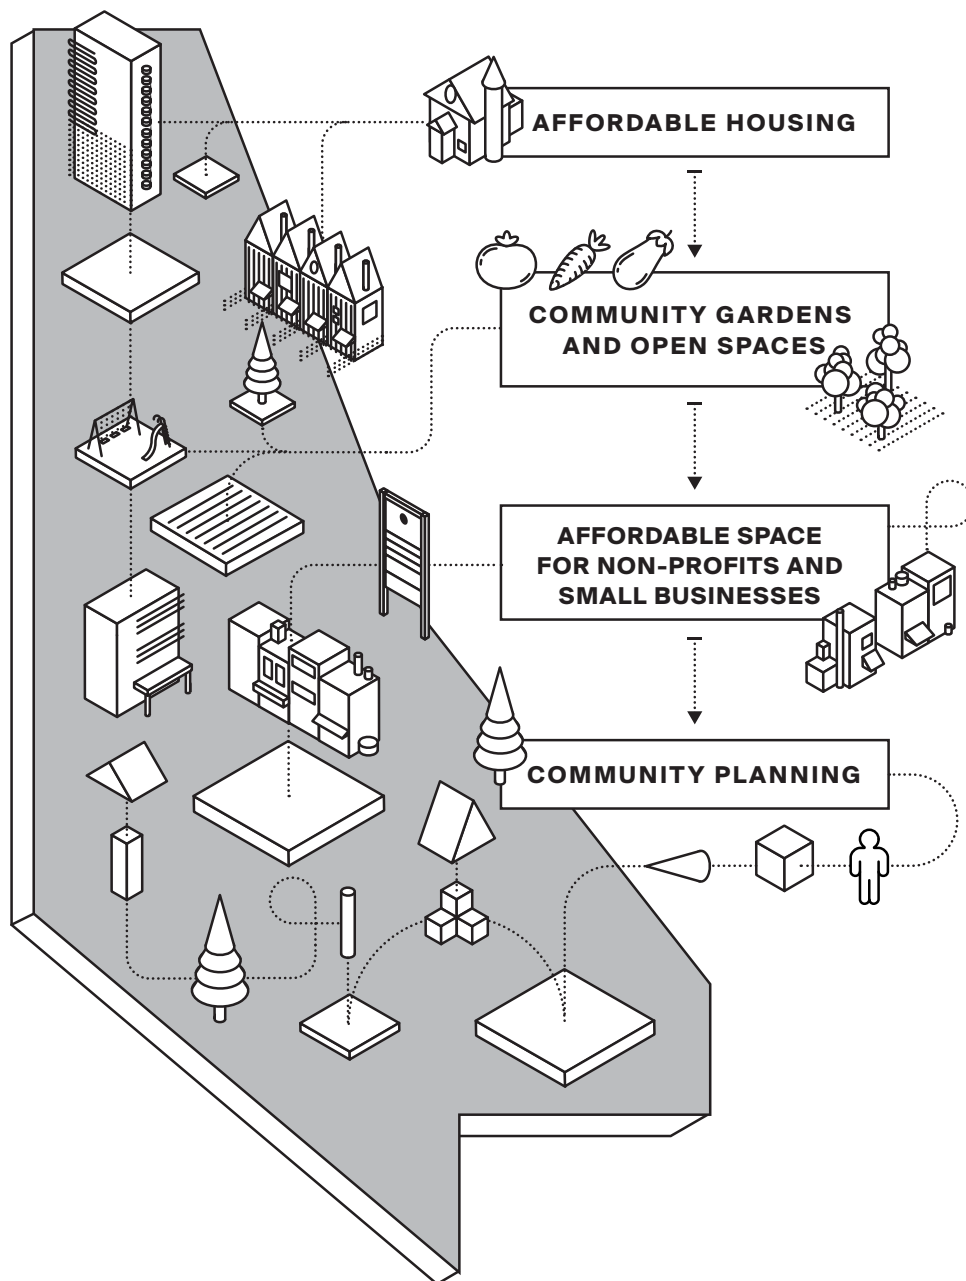 AFFORDABLE HOUSING
COMMUNITY GARDENS
AND OPEN SPACES
AFFORDABLE SPACE
FOR NON-PROFITS AND
SMALL BUSINESSES
COMMUNITY PLANNING